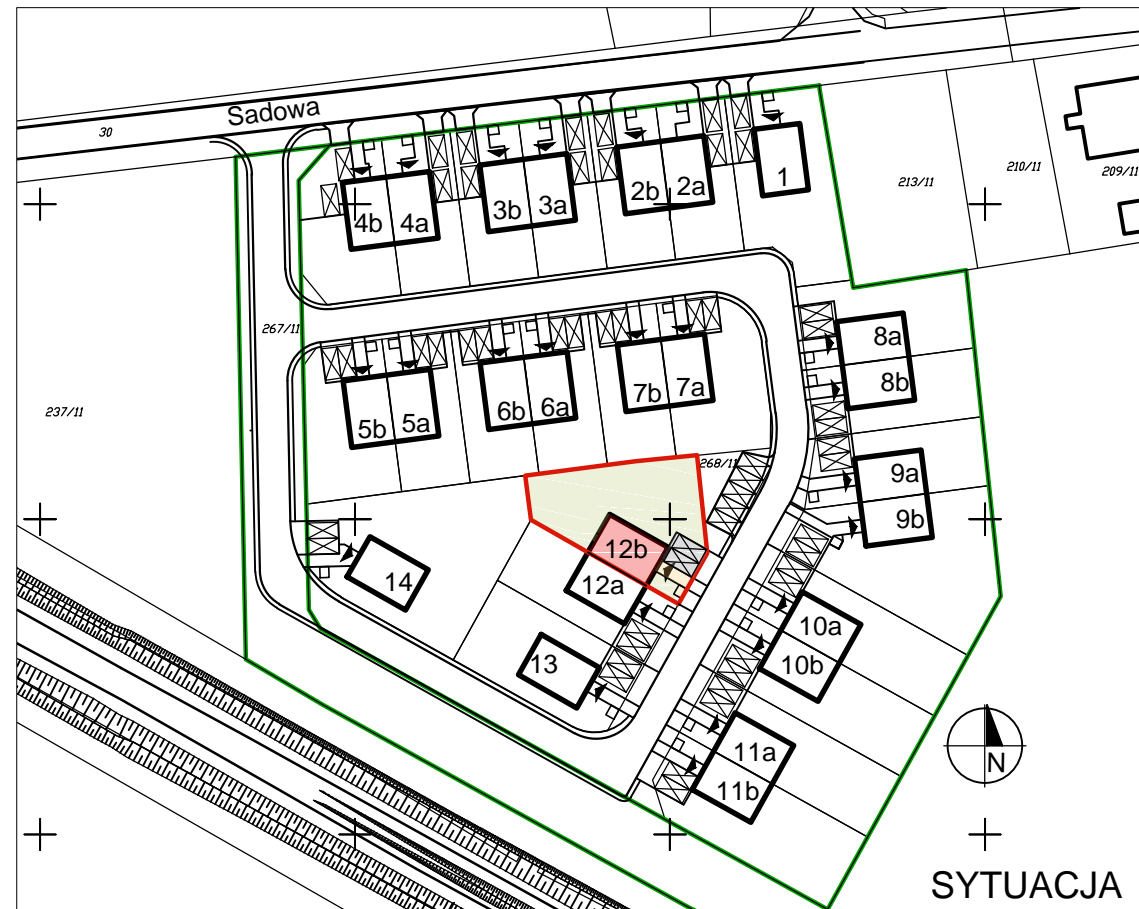 Sadowa
30
1
2a
2b
3a
3b
4a
4b
213/11
210/11
209/11
267/11
237/11
8a
8b
7b
7a
6b
6a
5b
5a
268/11
9a
9b
12b
12a
14
13
10a
10b
11a
11b
N
SYTUACJA